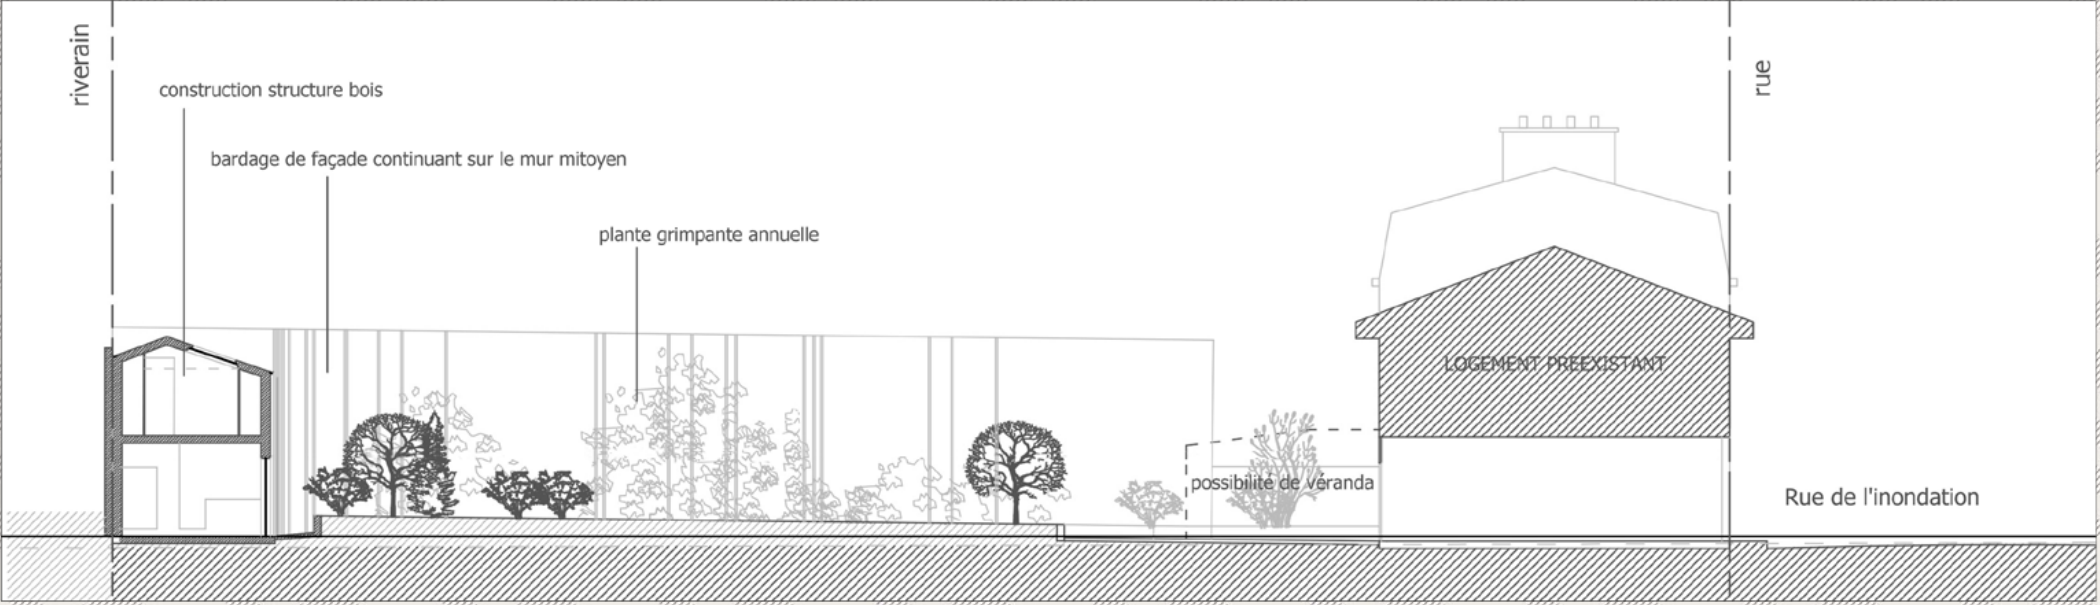 riverain
rue
construction structure bois
bardage de façade continuant sur le mur mitoyen
plante grimpante annuelle
LOGEMENT PREEXISTANT
possibilité de véranda
Rue de l'inondation